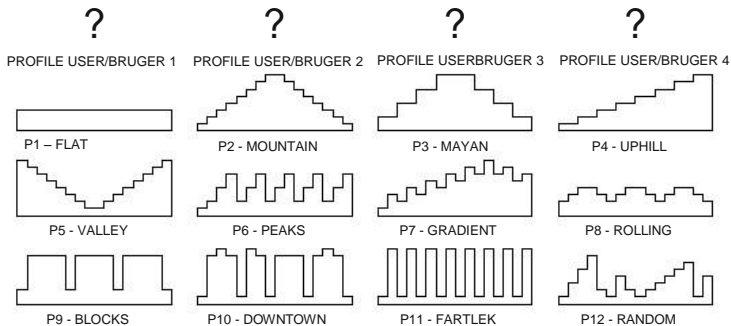 ? ? ? ?
PROFILE USER/BRUGER 1 PROFILE USER/BRUGER 2 PROFILE USERBRUGER 3 PROFILE USER/BRUGER 4
P1 – FLAT P2 - MOUNTAIN P3 - MAYAN P4 - UPHILL
P5 - VALLEY P6 - PEAKS P7 - GRADIENT P8 - ROLLING
P9 - BLOCKS P10 - DOWNTOWN P11 - FARTLEK P12 - RANDOM